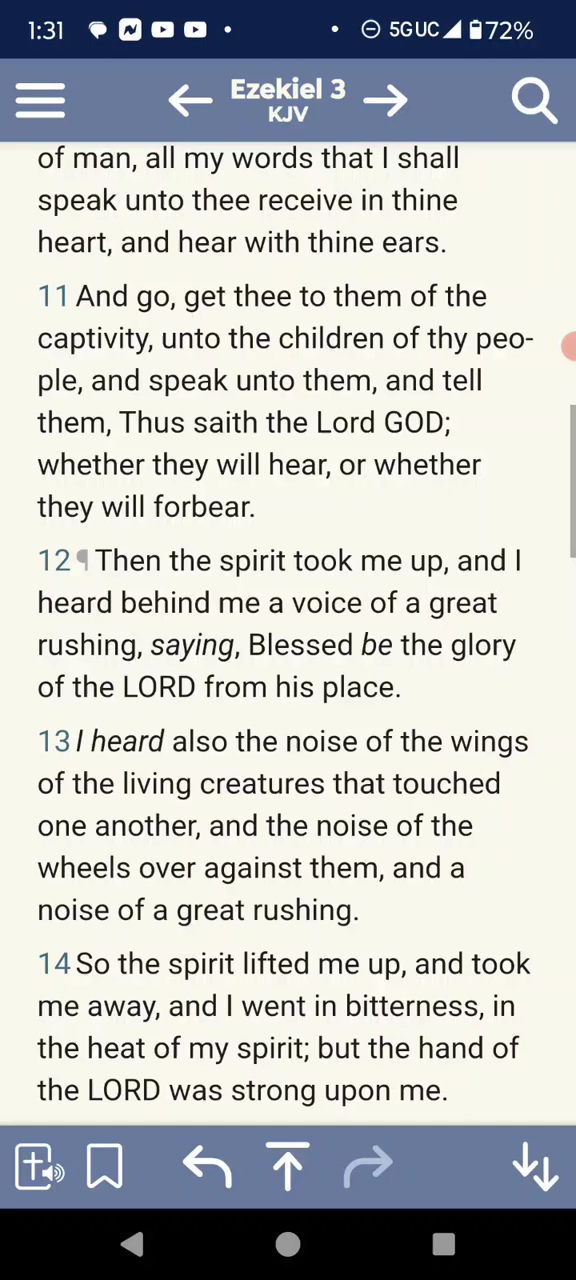 1:31
5GUC 72%
Ezekiel 3
KJV
of man, all my words that I shall
speak unto thee receive in thine
heart, and hear with thine ears.
11 And go, get thee to them of the
captivity, unto the children of thy peo-
ple, and speak unto them, and tell
them, Thus saith the Lord GOD;
whether they will hear, or whether
they will forbear.
12 ¶ Then the spirit took me up, and I
heard behind me a voice of a great
rushing, saying, Blessed be the glory
of the LORD from his place.
13 I heard also the noise of the wings
of the living creatures that touched
one another, and the noise of the
wheels over against them, and a
noise of a great rushing.
14 So the spirit lifted me up, and took
me away, and I went in bitterness, in
the heat of my spirit; but the hand of
the LORD was strong upon me.